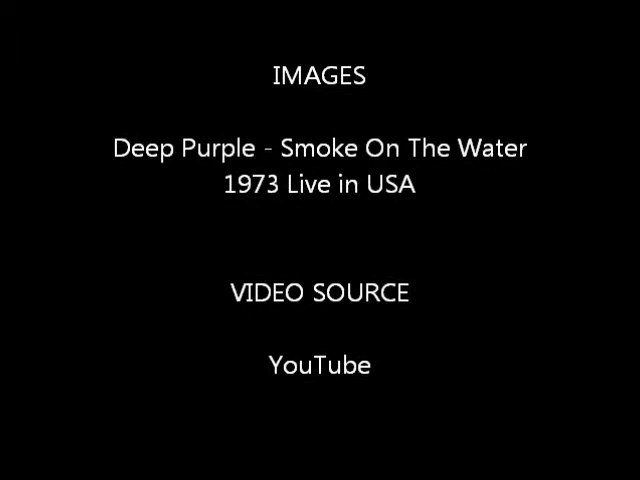 IMAGES
Deep Purple - Smoke On The Water
1973 Live in USA
VIDEO SOURCE
YouTube